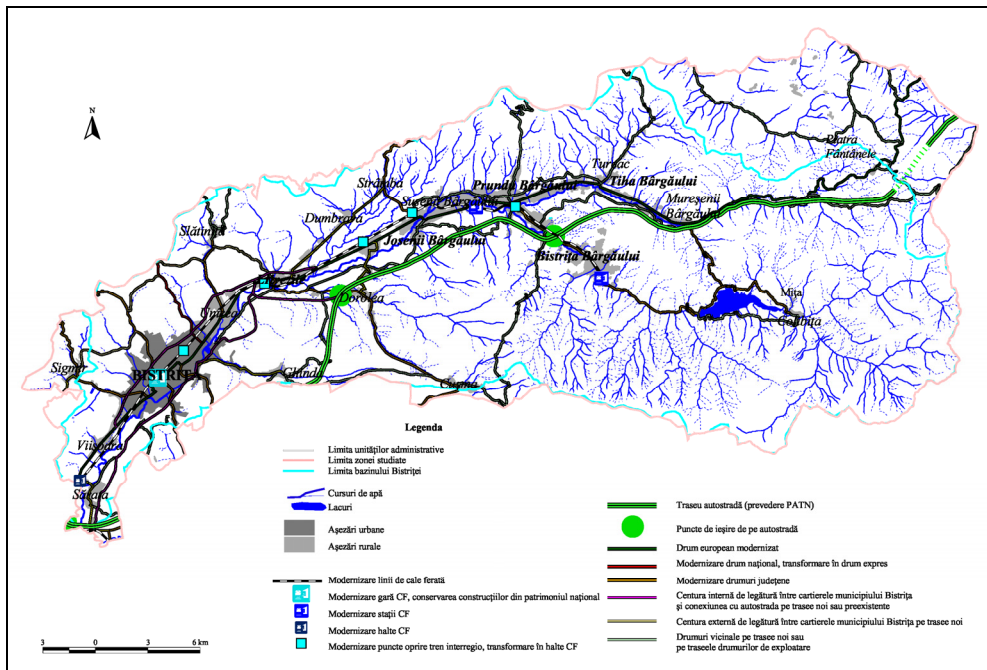 N
Piatra
Fântânele
Tureac
Strâmba
Prundu Bârgăului
Tiha Bârgăului
Susenii Bârgăului
Mureșenii
Bârgăului
Dumbrava
Slătinița
Josenii Bârgăului
Bistrița Bârgăului
Dorolea
Mița
Colibița
Unirea
Sigmir
BISTRIȚA
Ghinda
Cușma
Viișoara
Sărata
Legenda
Limita unităților administrative
Limita zonei studiate
Limita bazinului Bistriței
Cursuri de apă
Lacuri
Așezări urbane
Așezări rurale
Modernizare linii de cale ferată
Modernizare gară CF, conservarea construcțiilor din patrimoniul național
Modernizare stații CF
Modernizare halte CF
Modernizare puncte oprire tren interregio, transformare în halte CF
Traseu autostradă (prevedere PATN)
Puncte de ieșire de pe autostradă
Drum european modernizat
Modernizare drum național, transformare în drum expres
Modernizare drumuri județene
Centura internă de legătură între cartierele municipiului Bistrița
și conexiunea cu autostrada pe trasee noi sau preexistente
Centura externă de legătură între cartierele municipiului Bistrița pe trasee noi
Drumuri vicinale pe trasee noi sau
pe traseele drumurilor de exploatare
3 0 3 6 km